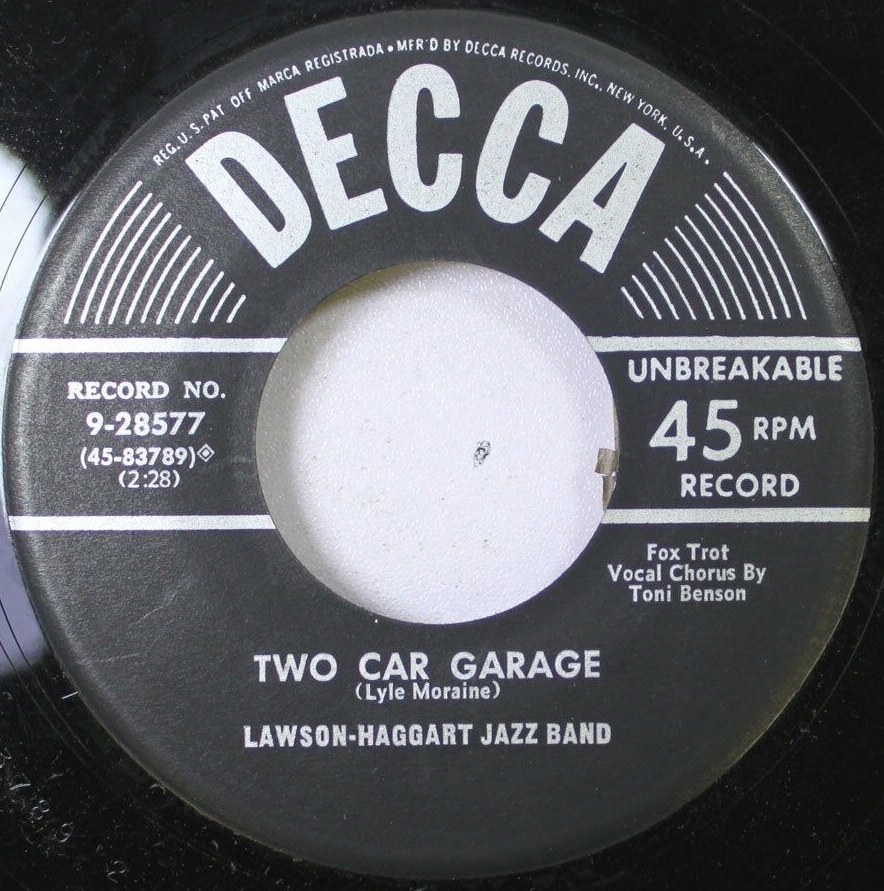 REG. U.S. PAT OFF MARCA REGISTRADA • MFR'D BY DECCA RECORDS, INC., NEW YORK, U.S.A.
DECCA
RECORD NO.
9-28577
(45-83789)
(2:28)
UNBREAKABLE
45 RPM
RECORD
Fox Trot
Vocal Chorus By
Toni Benson
TWO CAR GARAGE
(Lyle Moraine)
LAWSON-HAGGART JAZZ BAND